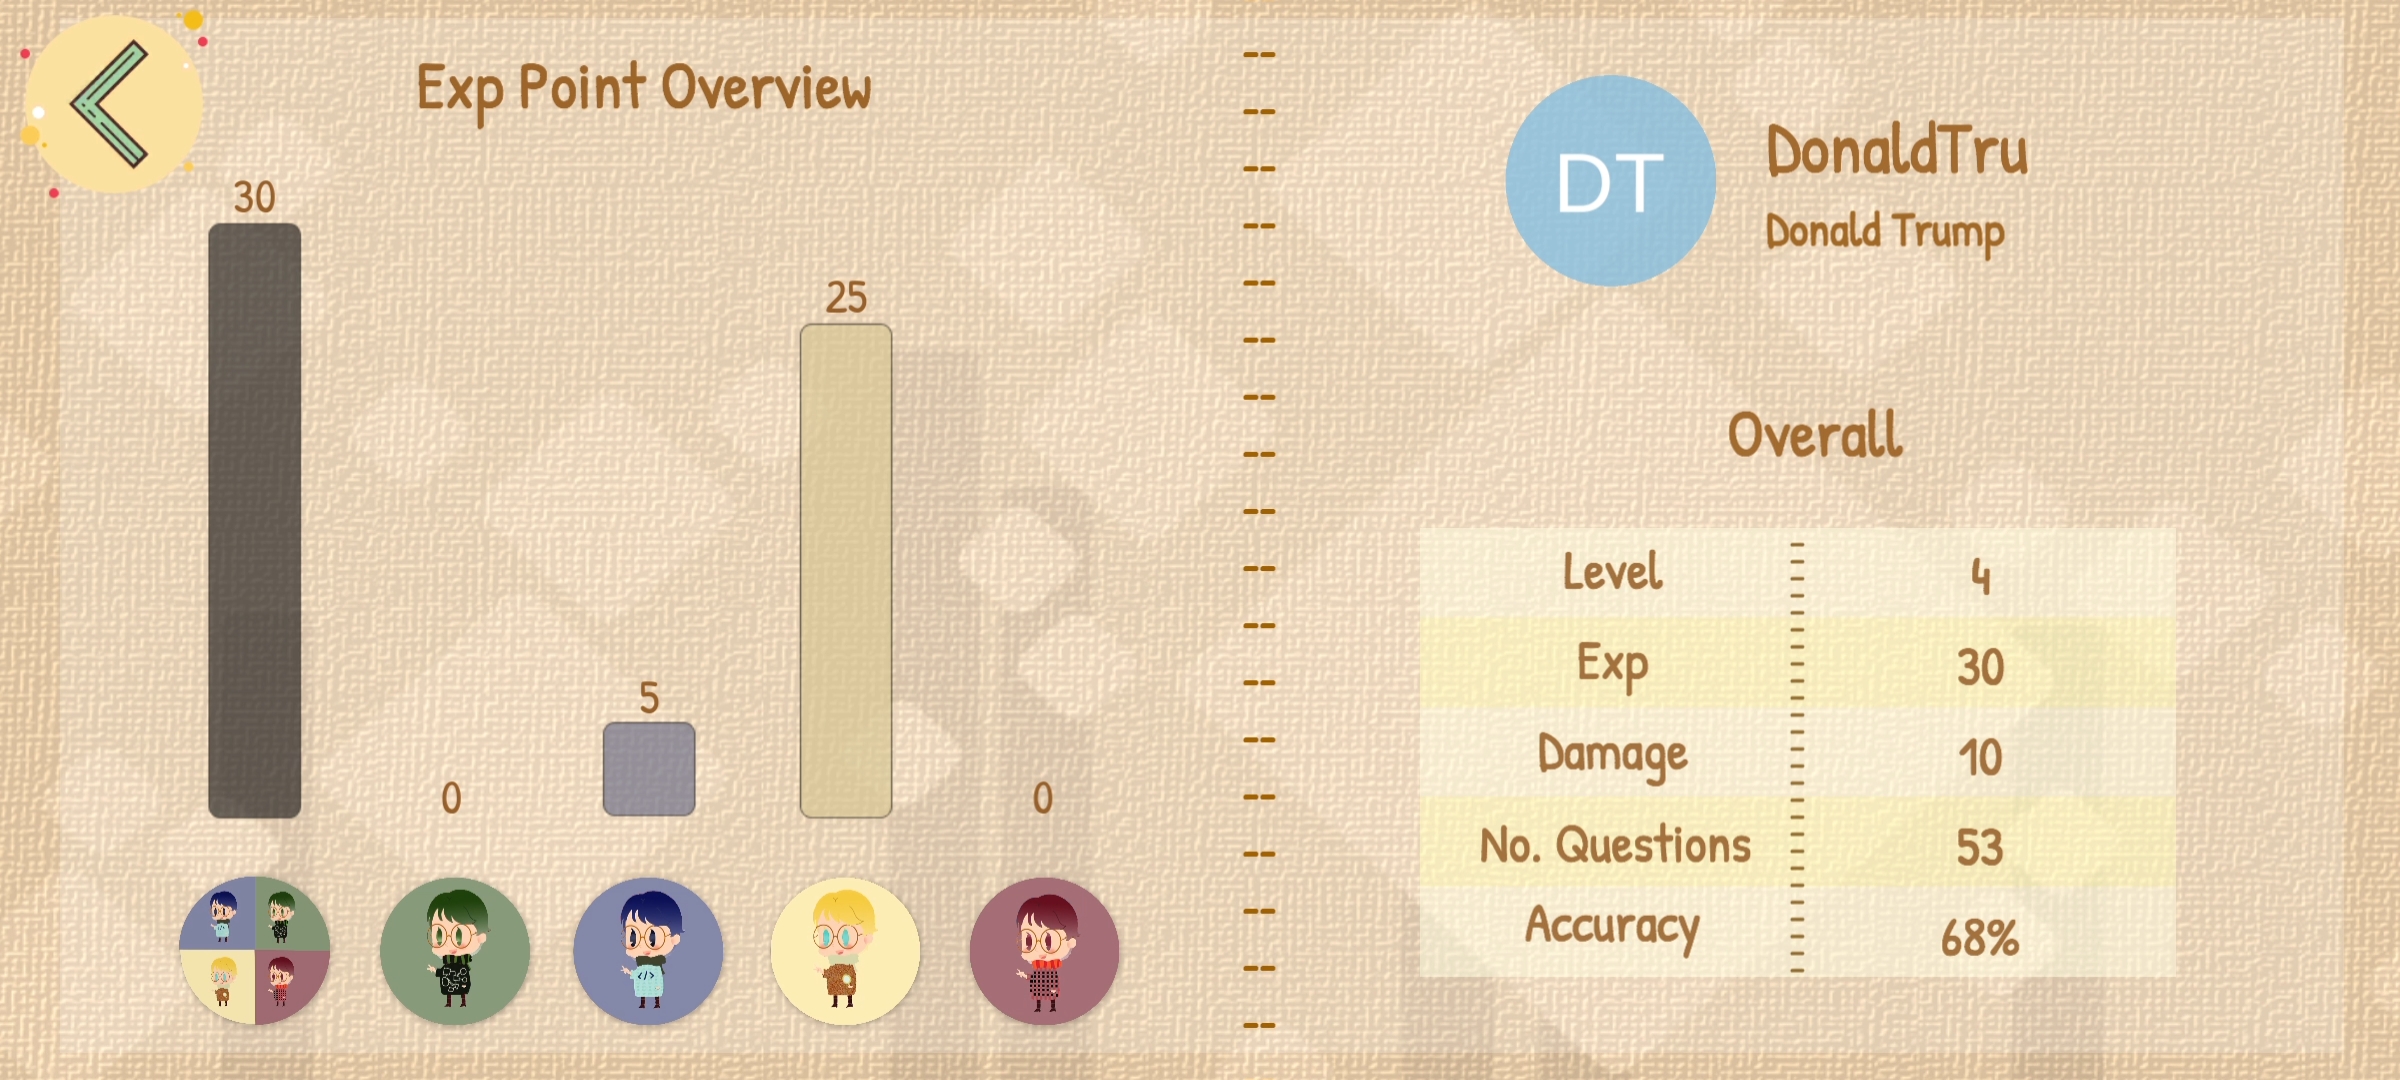 Exp Point Overview
30
0
5
25
0
DT
DonaldTru
Donald Trump
Overall
Level 4
Exp 30
Damage 10
No. Questions 53
Accuracy 68%